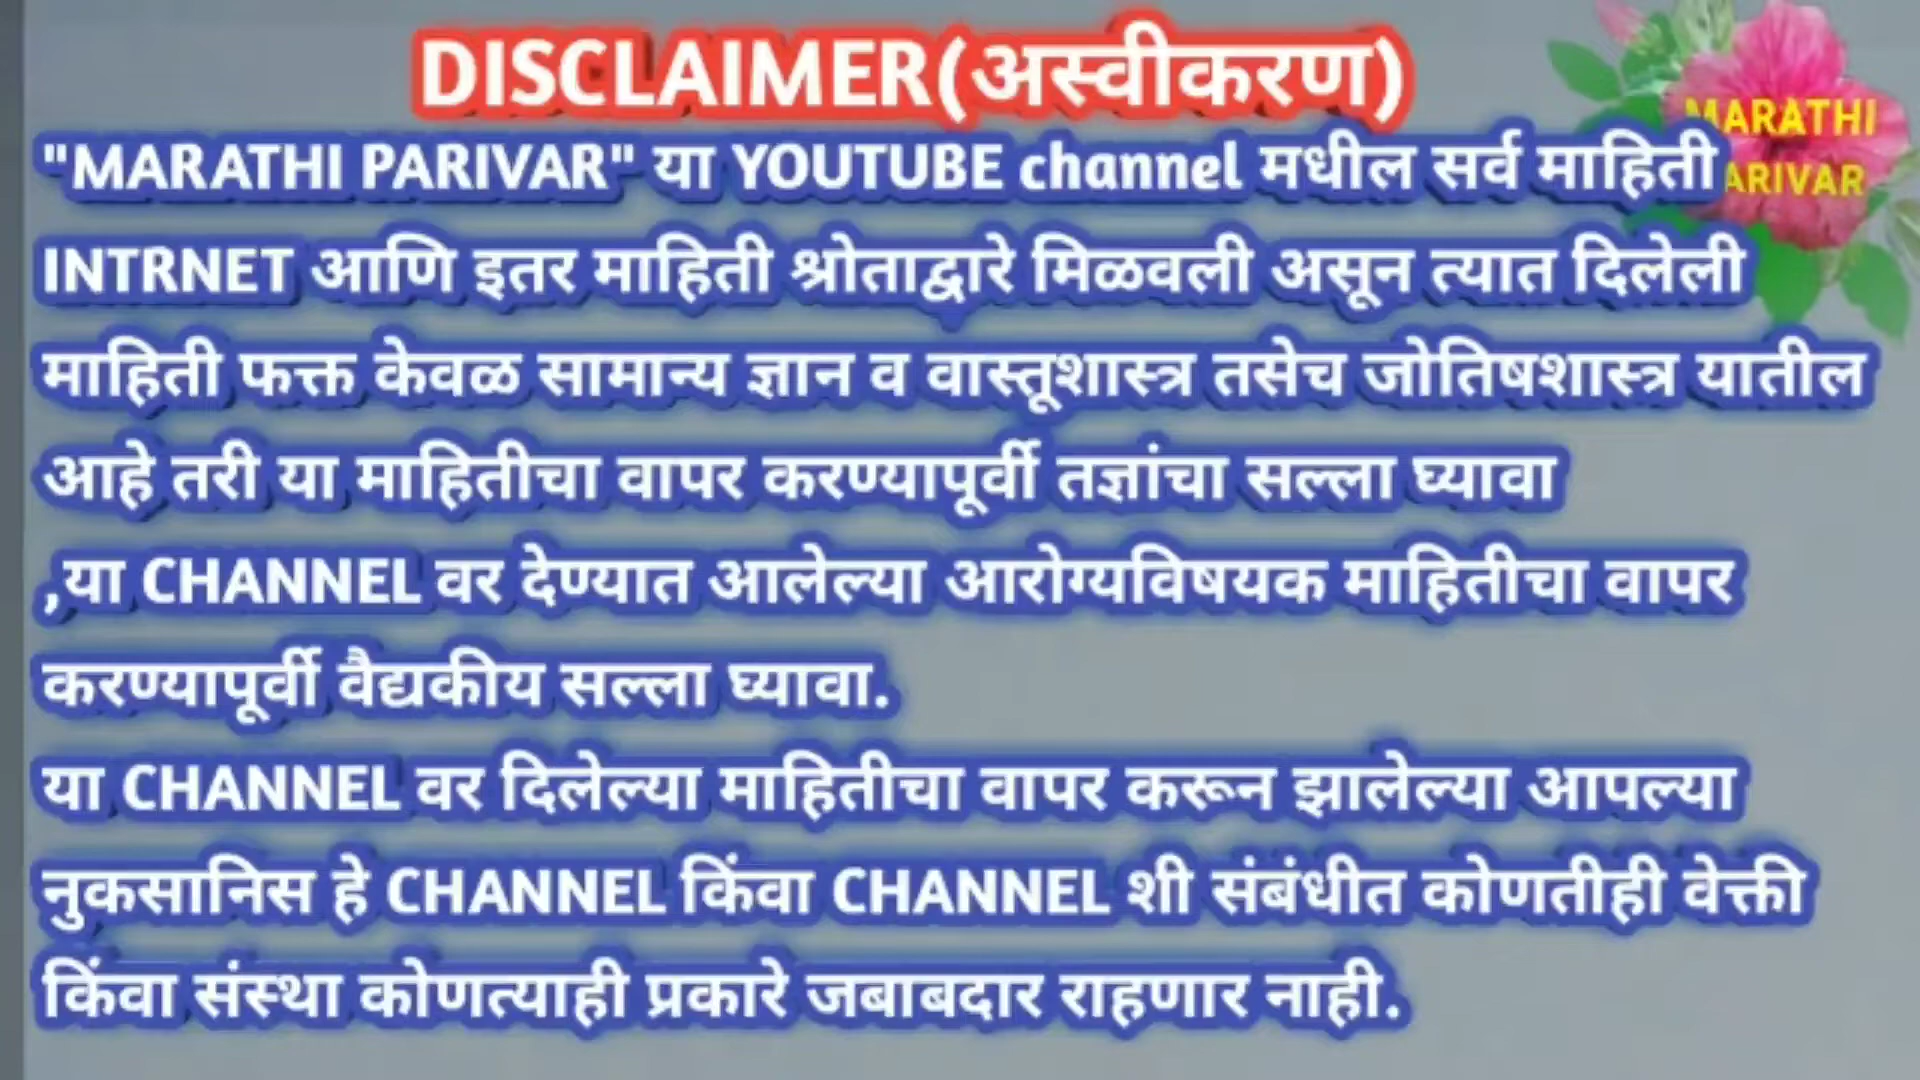 DISCLAIMER(अस्वीकरण)
MARATHI
ARIVAR
"MARATHI PARIVAR" या YOUTUBE channel मधील सर्व माहिती
INTRNET आणि इतर माहिती श्रोताद्वारे मिळवली असून त्यात दिलेली
माहिती फक्त केवळ सामान्य ज्ञान व वास्तूशास्त्र तसेच जोतिषशास्त्र यातील
आहे तरी या माहितीचा वापर करण्यापूर्वी तज्ञांचा सल्ला घ्यावा
,या CHANNEL वर देण्यात आलेल्या आरोग्यविषयक माहितीचा वापर
करण्यापूर्वी वैद्यकीय सल्ला घ्यावा.
या CHANNEL वर दिलेल्या माहितीचा वापर करून झालेल्या आपल्या
नुकसानिस हे CHANNEL किंवा CHANNEL शी संबंधीत कोणतीही वेक्ती
किंवा संस्था कोणत्याही प्रकारे जबाबदार राहणार नाही.